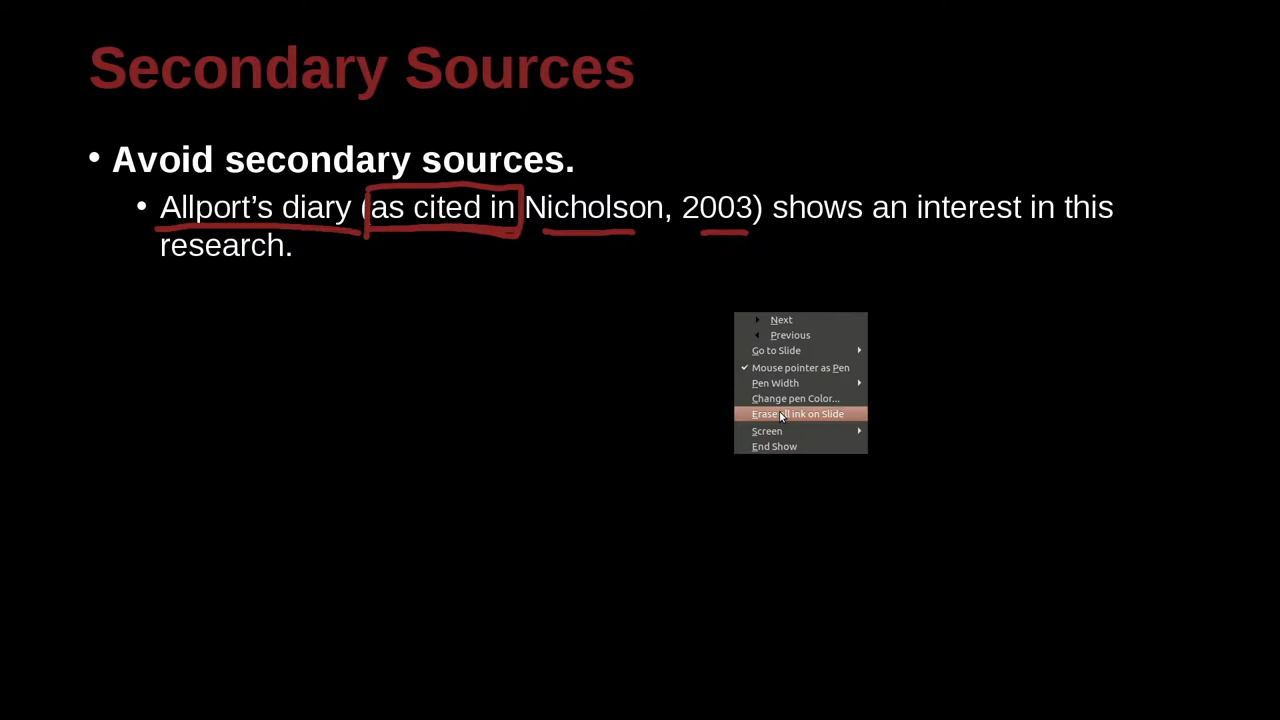 Secondary Sources
• Avoid secondary sources.
• Allport’s diary (as cited in Nicholson, 2003) shows an interest in this
research.
Next
Previous
Go to Slide
Mouse pointer as Pen
Pen Width
Change pen Color...
Erase all ink on Slide
Screen
End Show